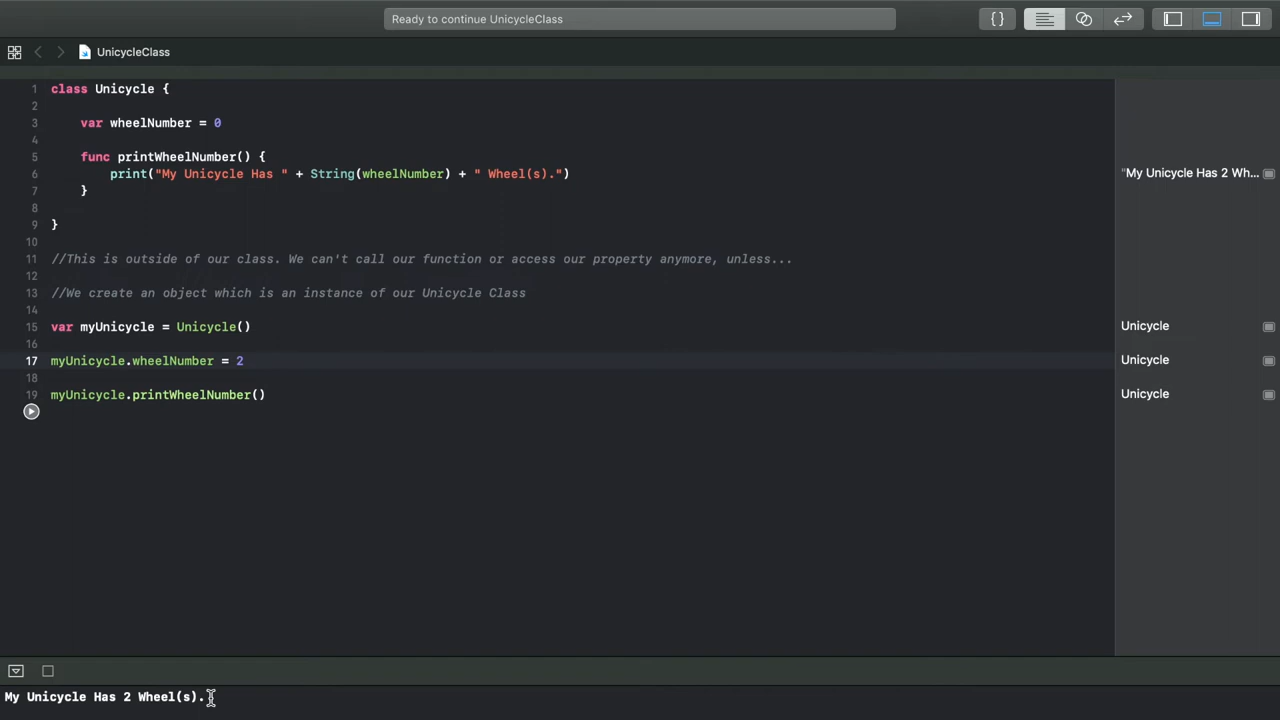 Ready to continue UnicycleClass
{}
UnicycleClass
1 class Unicycle {
2
3 var wheelNumber = 0
4
5 func printWheelNumber() {
6 print("My Unicycle Has " + String(wheelNumber) + " Wheel(s).")
"My Unicycle Has 2 Wh...
7 }
8
9 }
10
11 //This is outside of our class. We can't call our function or access our property anymore, unless...
12
13 //We create an object which is an instance of our Unicycle Class
14
15 var myUnicycle = Unicycle()
Unicycle
16
17 myUnicycle.wheelNumber = 2
Unicycle
18
19 myUnicycle.printWheelNumber()
Unicycle
My Unicycle Has 2 Wheel(s).